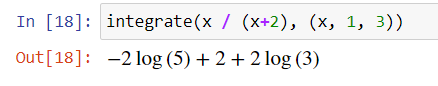 In [18]: integrate(x / (x+2), (x, 1, 3))
Out[18]: −2 log (5) + 2 + 2 log (3)